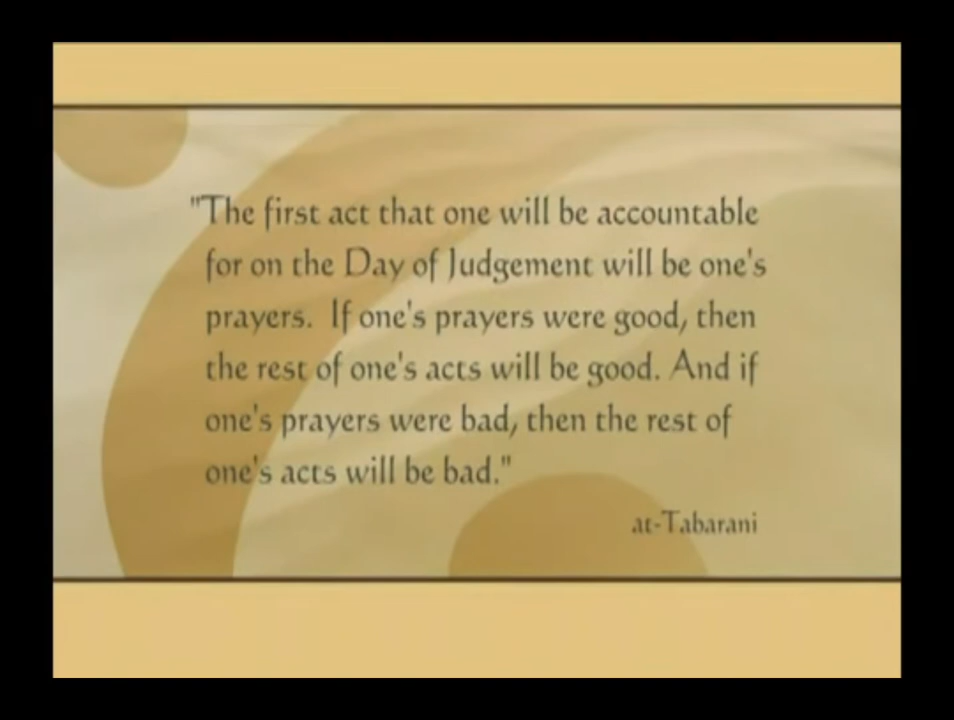 "The first act that one will be accountable
for on the Day of Judgement will be one's
prayers.  If one's prayers were good, then
the rest of one's acts will be good. And if
one's prayers were bad, then the rest of
one's acts will be bad."
at-Tabarani